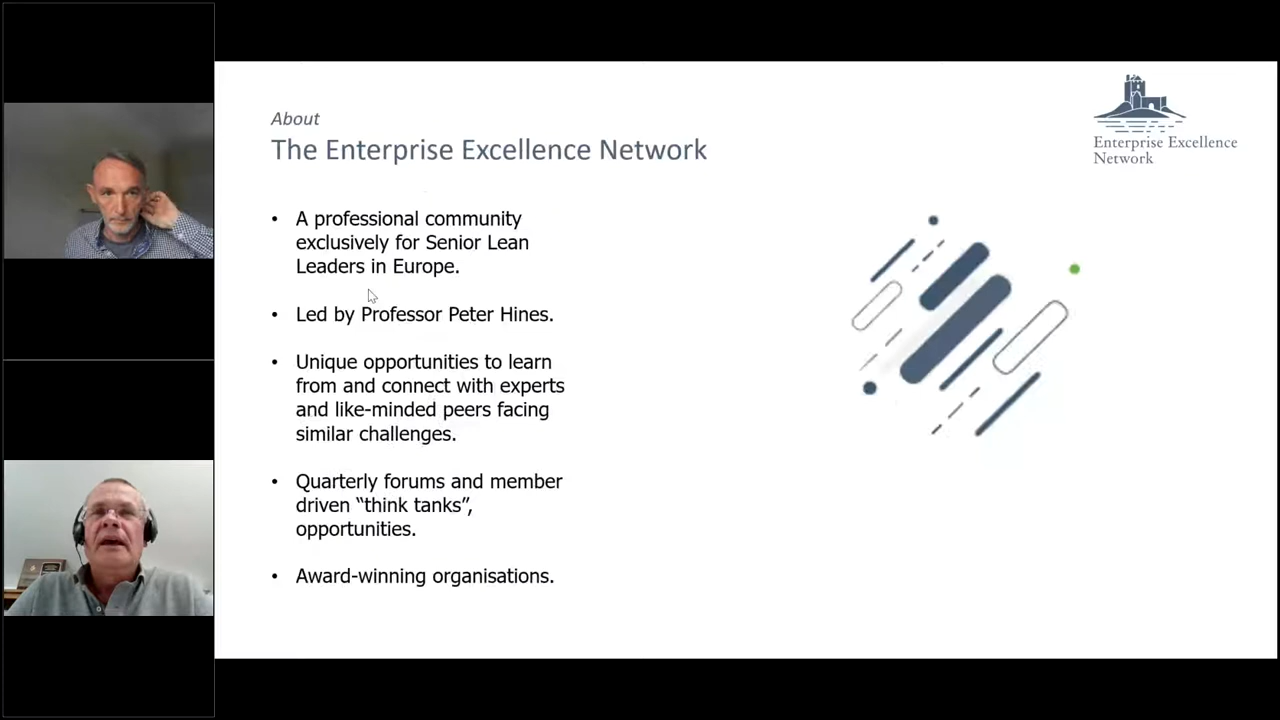 About
The Enterprise Excellence Network
Enterprise Excellence
Network
• A professional community
exclusively for Senior Lean
Leaders in Europe.
• Led by Professor Peter Hines.
• Unique opportunities to learn
from and connect with experts
and like-minded peers facing
similar challenges.
• Quarterly forums and member
driven “think tanks”,
opportunities.
• Award-winning organisations.